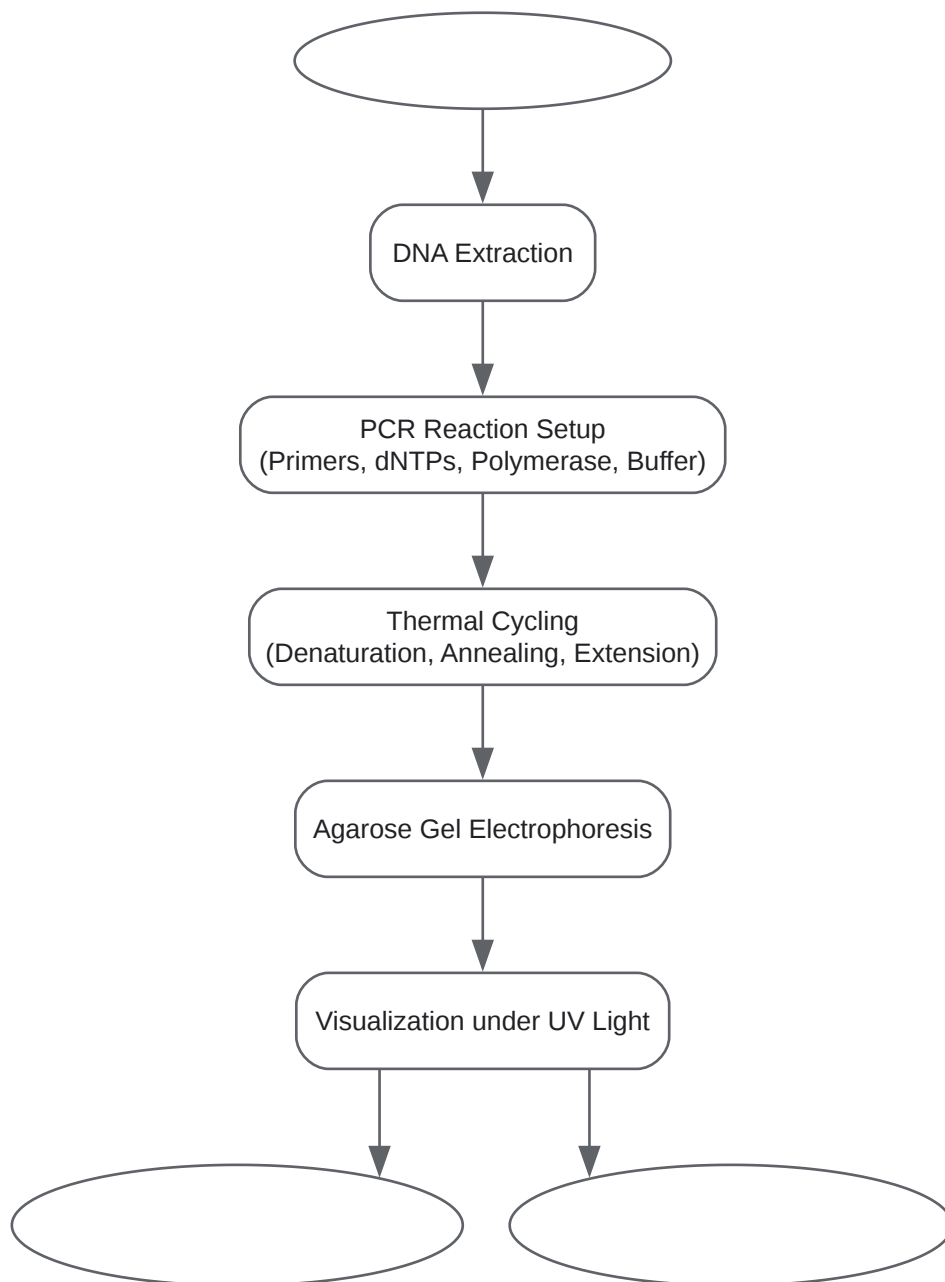 DNA Extraction
PCR Reaction Setup
(Primers, dNTPs, Polymerase, Buffer)
Thermal Cycling
(Denaturation, Annealing, Extension)
Agarose Gel Electrophoresis
Visualization under UV Light